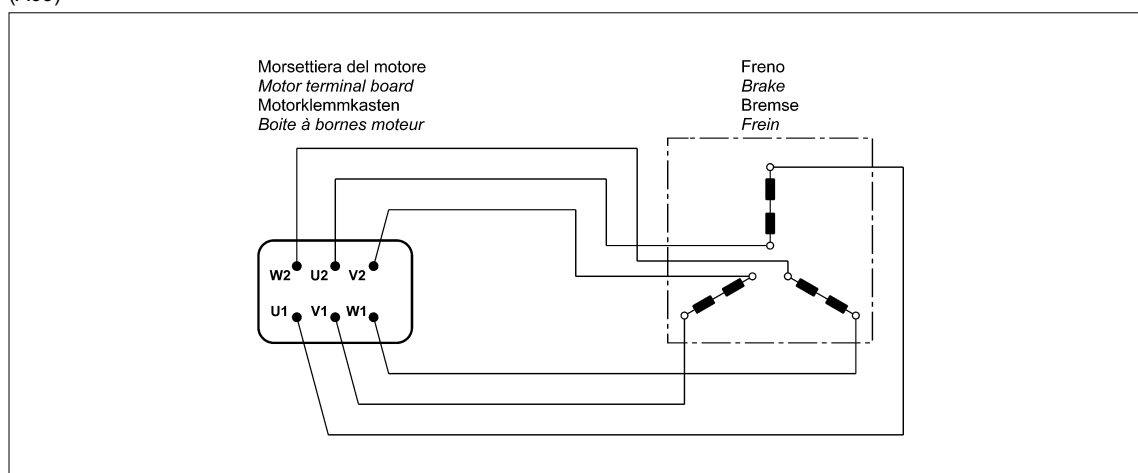 Morsettiera del motore
Motor terminal board
Motorklemmkasten
Boite à bornes moteur
Freno
Brake
Bremse
Frein
W2 U2 V2
U1 V1 W1